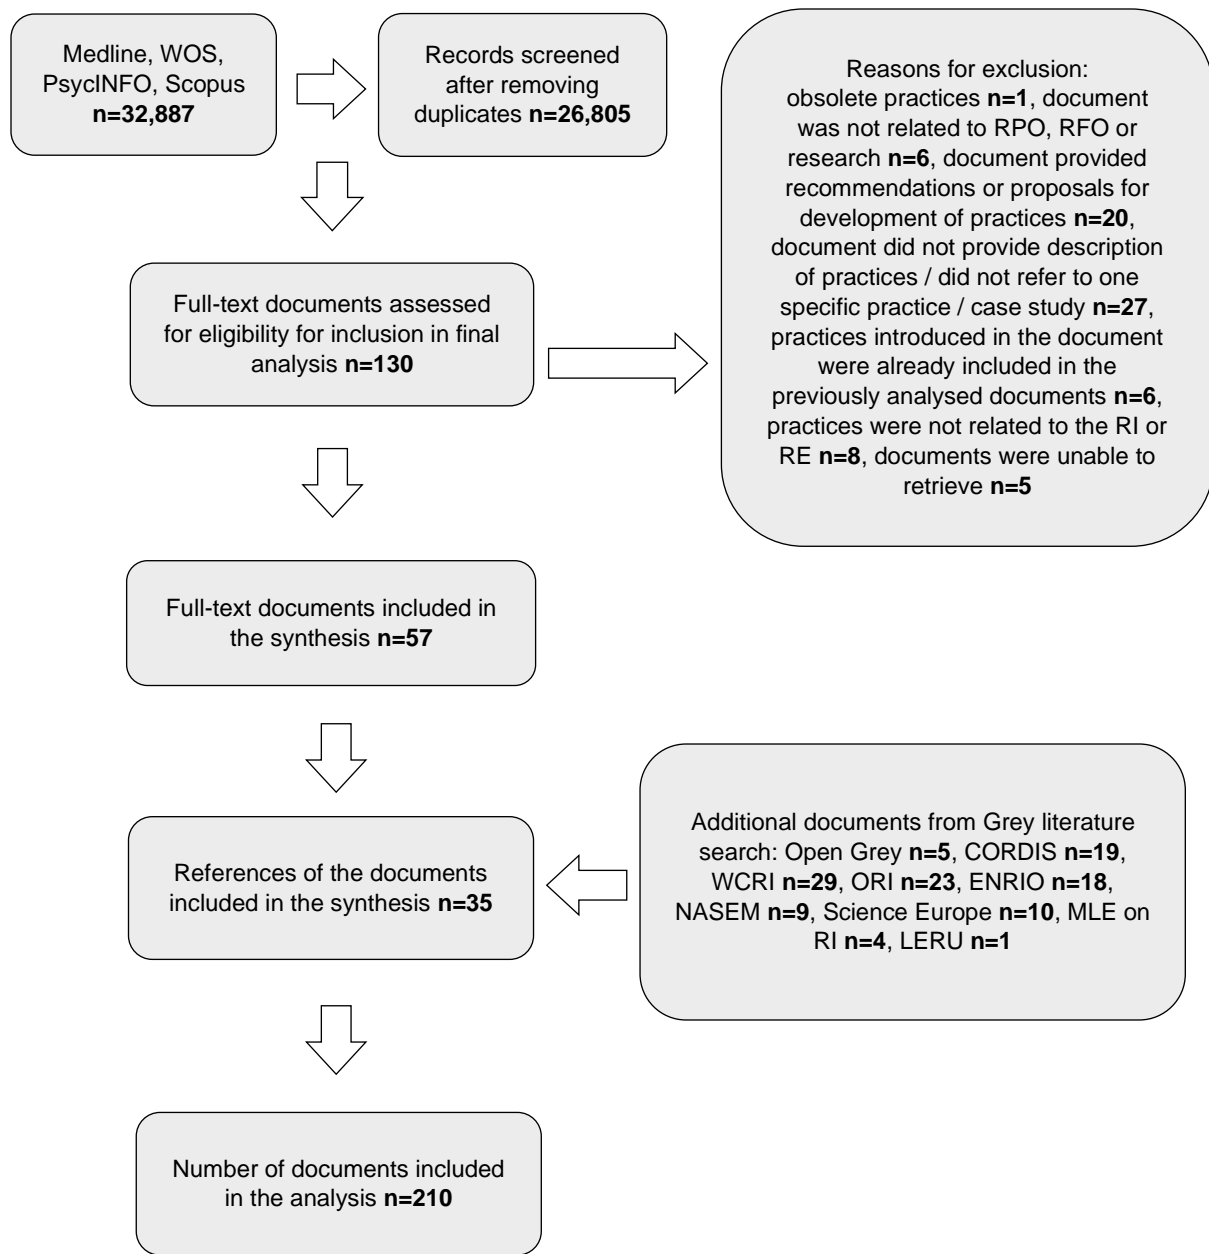 Medline, WOS,
PsycINFO, Scopus
n=32,887
Records screened
after removing
duplicates n=26,805
Reasons for exclusion:
obsolete practices n=1, document
was not related to RPO, RFO or
research n=6, document provided
recommendations or proposals for
development of practices n=20,
document did not provide description
of practices / did not refer to one
specific practice / case study n=27,
practices introduced in the document
were already included in the
previously analysed documents n=6,
practices were not related to the RI or
RE n=8, documents were unable to
retrieve n=5
Full-text documents assessed
for eligibility for inclusion in final
analysis n=130
Full-text documents included in
the synthesis n=57
References of the documents
included in the synthesis n=35
Additional documents from Grey literature
search: Open Grey n=5, CORDIS n=19,
WCRI n=29, ORI n=23, ENRIO n=18,
NASEM n=9, Science Europe n=10, MLE on
RI n=4, LERU n=1
Number of documents included
in the analysis n=210